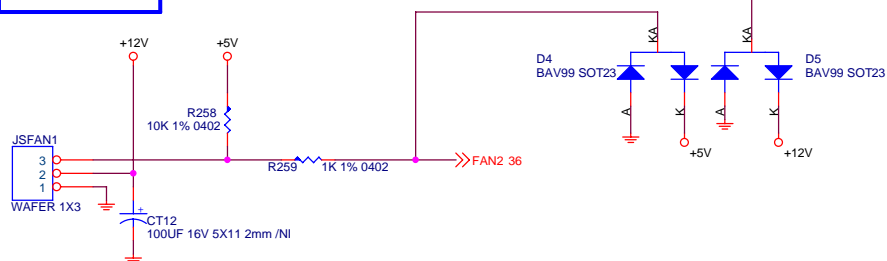 +12V
+5V
KA
KA
D4
BAV99 SOT23
D5
BAV99 SOT23
R258
10K 1% 0402
A
K
A
K
JSFAN1
+5V
+12V
3
2
1
R259
1K 1% 0402
FAN2 36
WAFER 1X3
+
CT12
100UF 16V 5X11 2mm /NI